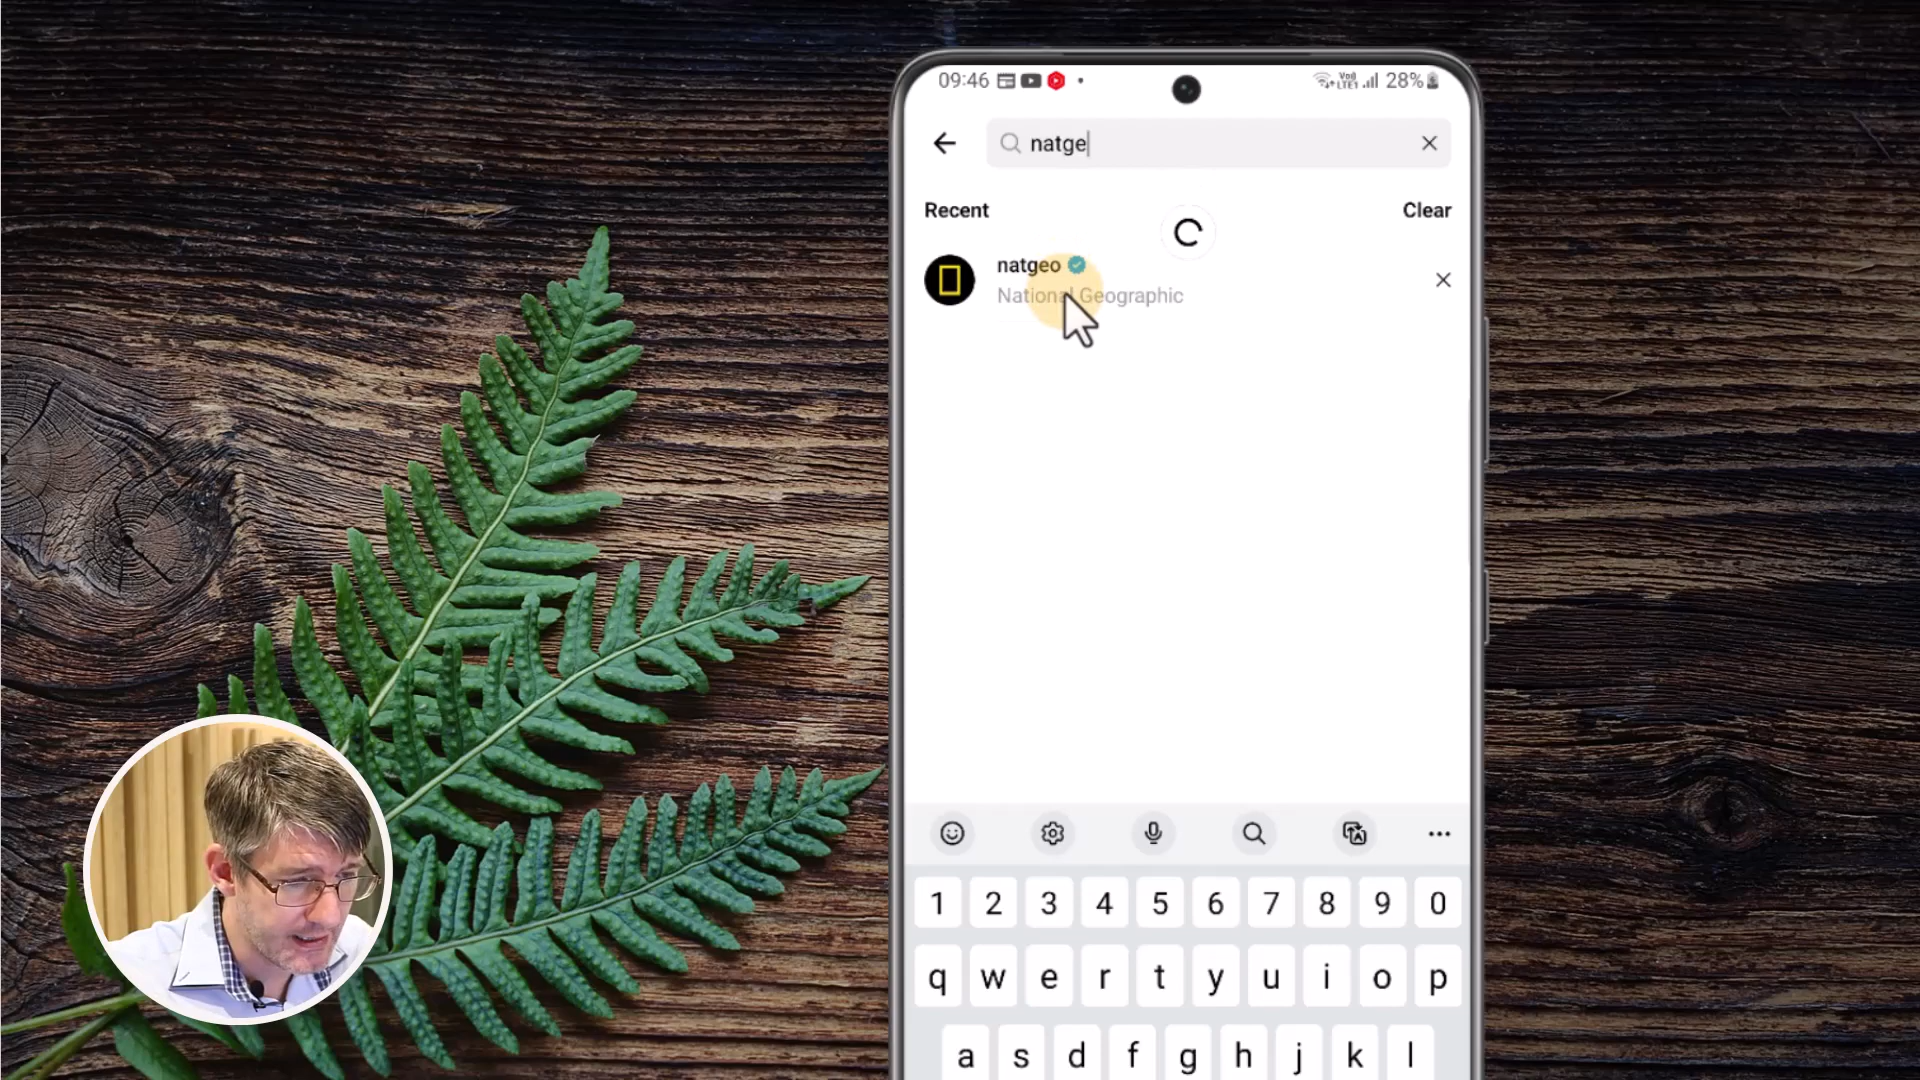 09:46
28%
natge
Recent
Clear
natgeo
National Geographic
1 2 3 4 5 6 7 8 9 0
q w e r t y u i o p
a s d f g h j k l